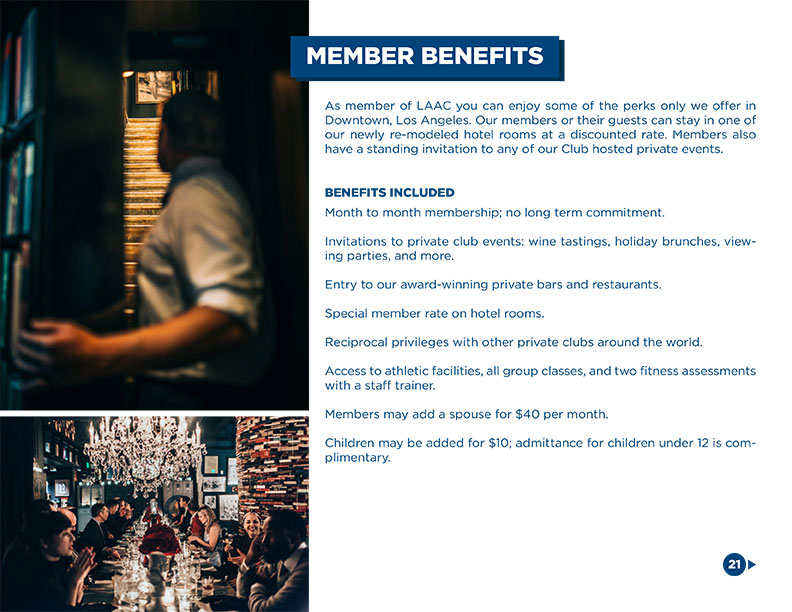 MEMBER BENEFITS
As member of LAAC you can enjoy some of the perks only we offer in
Downtown, Los Angeles. Our members or their guests can stay in one of
our newly re-modeled hotel rooms at a discounted rate. Members also
have a standing invitation to any of our Club hosted private events.
BENEFITS INCLUDED
Month to month membership; no long term commitment.
Invitations to private club events: wine tastings, holiday brunches, view-
ing parties, and more.
Entry to our award-winning private bars and restaurants.
Special member rate on hotel rooms.
Reciprocal privileges with other private clubs around the world.
Access to athletic facilities, all group classes, and two fitness assessments
with a staff trainer.
Members may add a spouse for $40 per month.
Children may be added for $10; admittance for children under 12 is com-
plimentary.
21